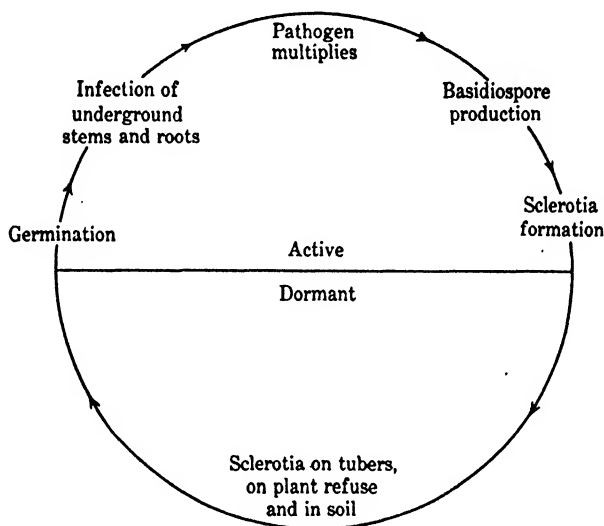 Pathogen
multiplies
Infection of
underground
stems and roots
Basidiospore
production
Germination
Sclerotia
formation
Active
Dormant
Sclerotia on tubers,
on plant refuse
and in soil